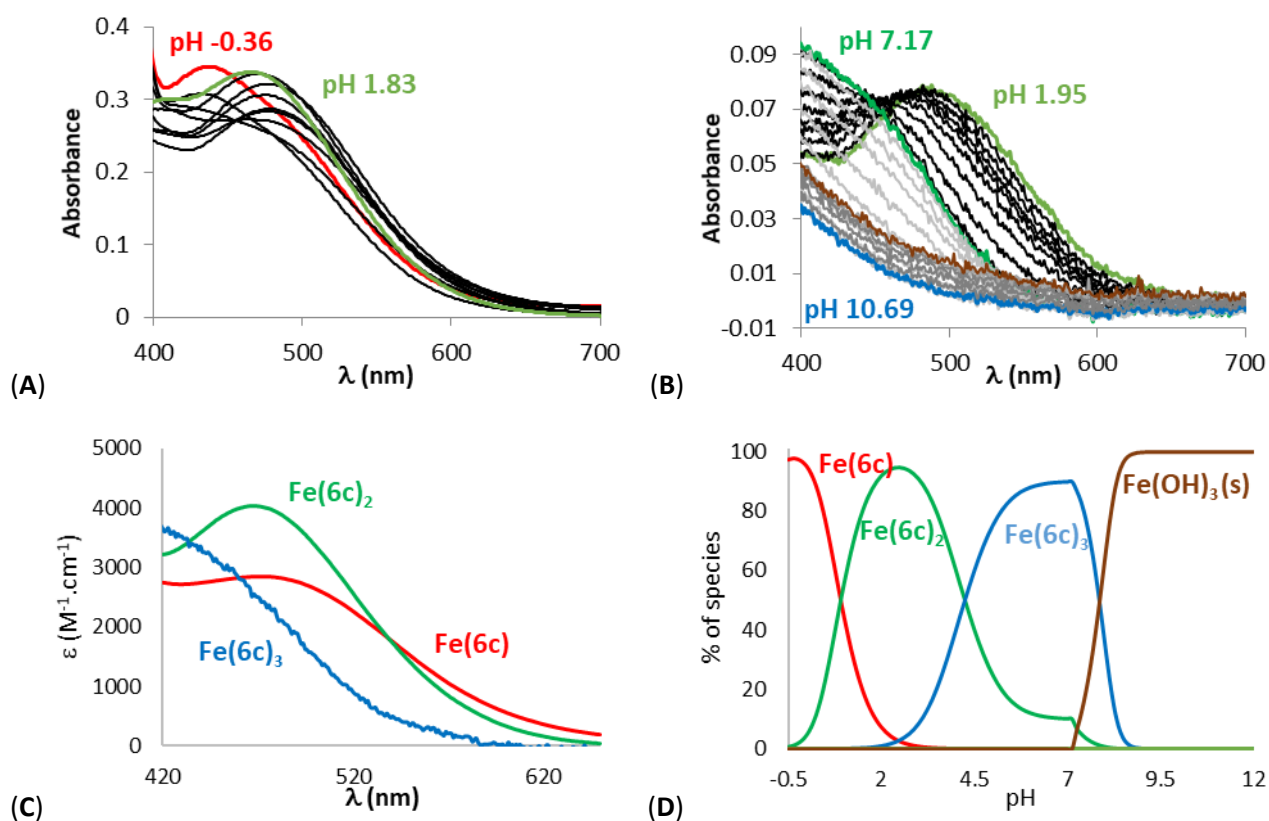 0.4
pH -0.36
pH 1.83
0.3
0.2
0.1
0
Absorbance
400
500
600
700
λ (nm)
(A)
0.09
pH 7.17
0.07
pH 1.95
0.05
0.03
0.01
-0.01
pH 10.69
Absorbance
400
500
600
700
λ (nm)
(B)
5000
4000
3000
2000
1000
0
ε (M⁻¹.cm⁻¹)
Fe(6c)₂
Fe(6c)₃
Fe(6c)
420
520
620
λ (nm)
(C)
100
80
60
40
20
0
% of species
Fe(6c)
Fe(OH)₃(s)
Fe(6c)₂
Fe(6c)₃
-0.5
2
4.5
7
9.5
12
pH
(D)